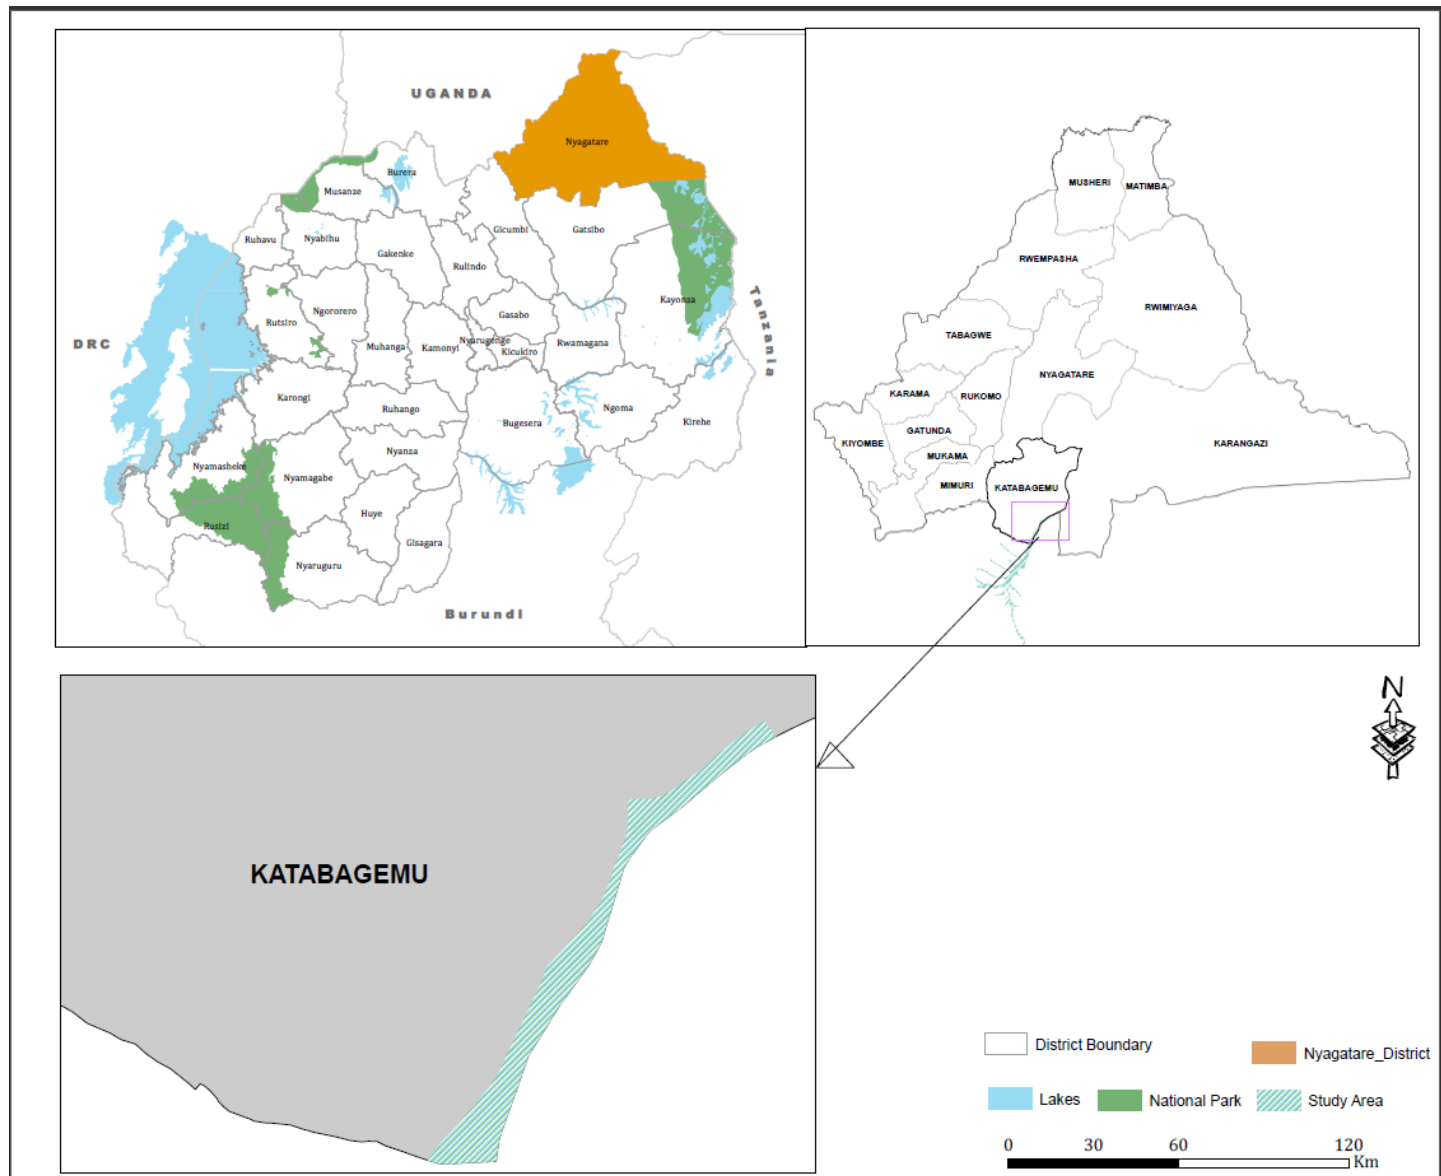 UGANDA
Nyagatare
Burera
Musanze
Rubavu
Nyabihu
Gakenke
Rulindo
Gicumbi
Gatsibo
Tanzania
Kayonza
DRC
Rutsiro
Ngororero
Muhanga
Kamonyi
Gasabo
Nyarugenge
Kicukiro
Rwamagana
Karongi
Ruhango
Bugesera
Ngoma
Kirehe
Nyamasheke
Nyamagabe
Nyanza
Rusizi
Huye
Gisagara
Nyaruguru
Burundi
MUSHERI
MATIMBA
RWEMPASHA
RWIMIYAGA
TABAGWE
NYAGATARE
KARAMA
RUKOMO
GATUNDA
KIYOMBE
MUKAMA
KARANGAZI
MIMURI
KATABAGEMU
N
KATABAGEMU
District Boundary
Nyagatare_District
Lakes
National Park
Study Area
0 30 60 120
Km